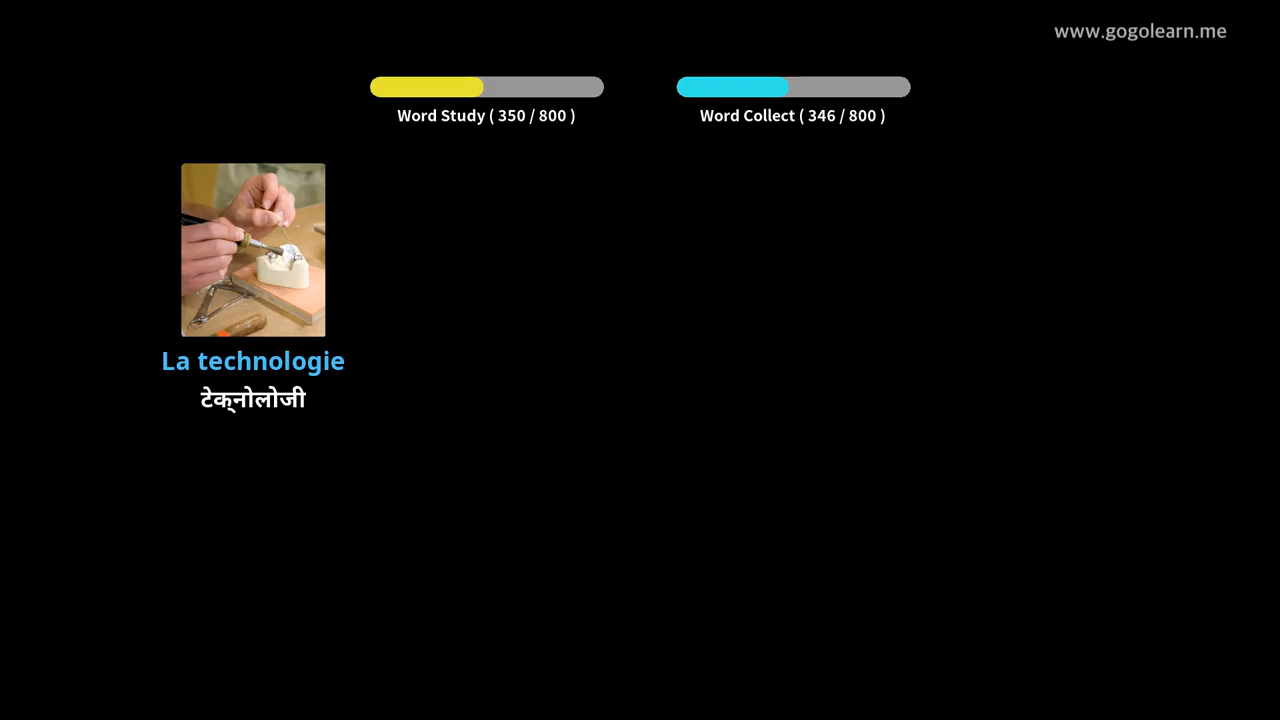 www.gogolearn.me
Word Study ( 350 / 800 )
Word Collect ( 346 / 800 )
La technologie
टेक्नोलोजी